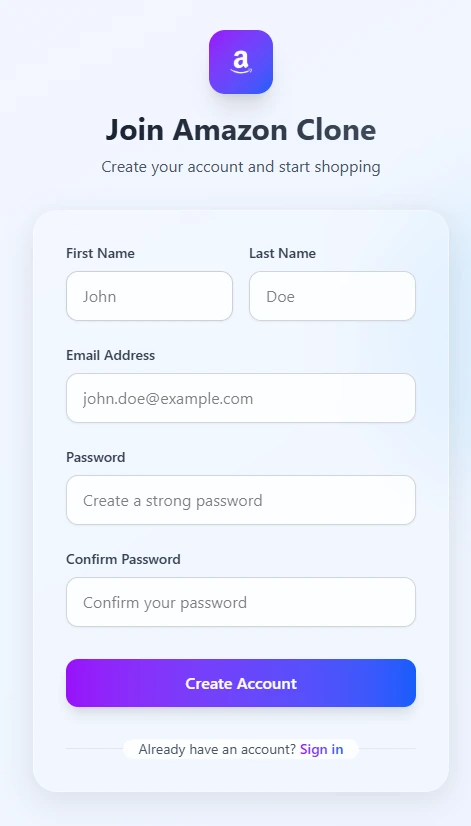 a
Join Amazon Clone
Create your account and start shopping
First Name
Last Name
John
Doe
Email Address
john.doe@example.com
Password
Create a strong password
Confirm Password
Confirm your password
Create Account
Already have an account? Sign in